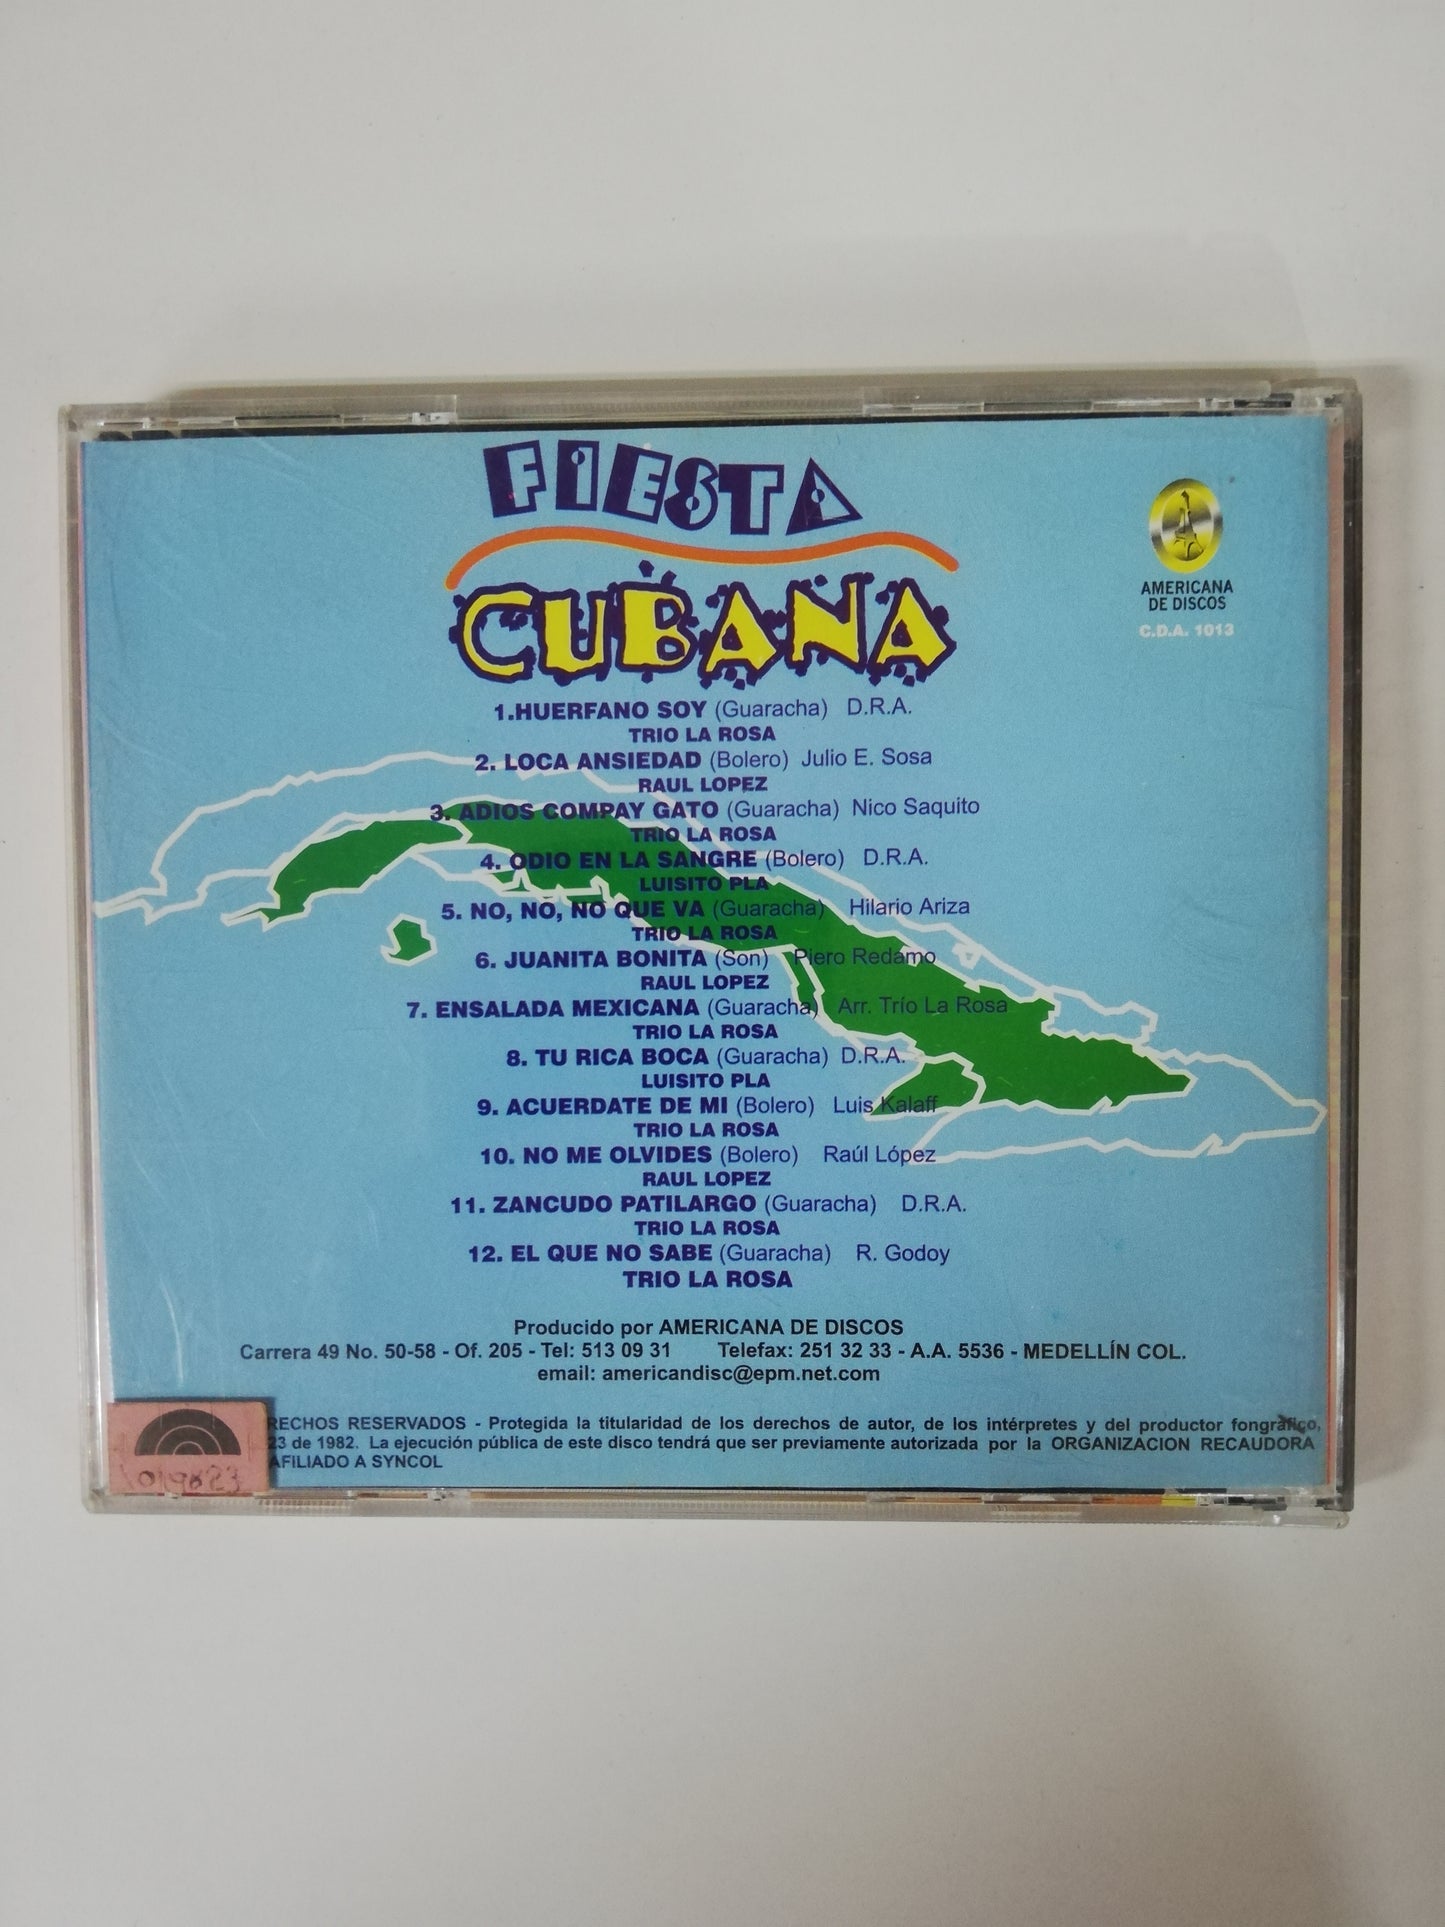 FIESTA
CUBANA
AMERICANA
DE DISCOS
C.D.A. 1013
1.HUERFANO SOY (Guaracha) D.R.A.
TRIO LA ROSA
2. LOCA ANSIEDAD (Bolero) Julio E. Sosa
RAUL LOPEZ
3. ADIOS COMPAY GATO (Guaracha) Nico Saquito
TRIO LA ROSA
4. ODIO EN LA SANGRE (Bolero) D.R.A.
LUISITO PLA
5. NO, NO, NO QUE VA (Guaracha) Hilario Ariza
TRIO LA ROSA
6. JUANITA BONITA (Son) Piero Redamo
RAUL LOPEZ
7. ENSALADA MEXICANA (Guaracha) Arr. Trío La Rosa
TRIO LA ROSA
8. TU RICA BOCA (Guaracha) D.R.A.
LUISITO PLA
9. ACUERDATE DE MI (Bolero) Luis Kalaff
TRIO LA ROSA
10. NO ME OLVIDES (Bolero) Raúl López
RAUL LOPEZ
11. ZANCUDO PATILARGO (Guaracha) D.R.A.
TRIO LA ROSA
12. EL QUE NO SABE (Guaracha) R. Godoy
TRIO LA ROSA
Producido por AMERICANA DE DISCOS
Carrera 49 No. 50-58 - Of. 205 - Tel: 513 09 31 Telefax: 251 32 33 - A.A. 5536 - MEDELLÍN COL.
email: americandisc@epm.net.com
RECHOS RESERVADOS - Protegida la titularidad de los derechos de autor, de los intérpretes y del productor fongráfico,
23 de 1982. La ejecución pública de este disco tendrá que ser previamente autorizada por la ORGANIZACION RECAUDORA
AFILIADO A SYNCOL